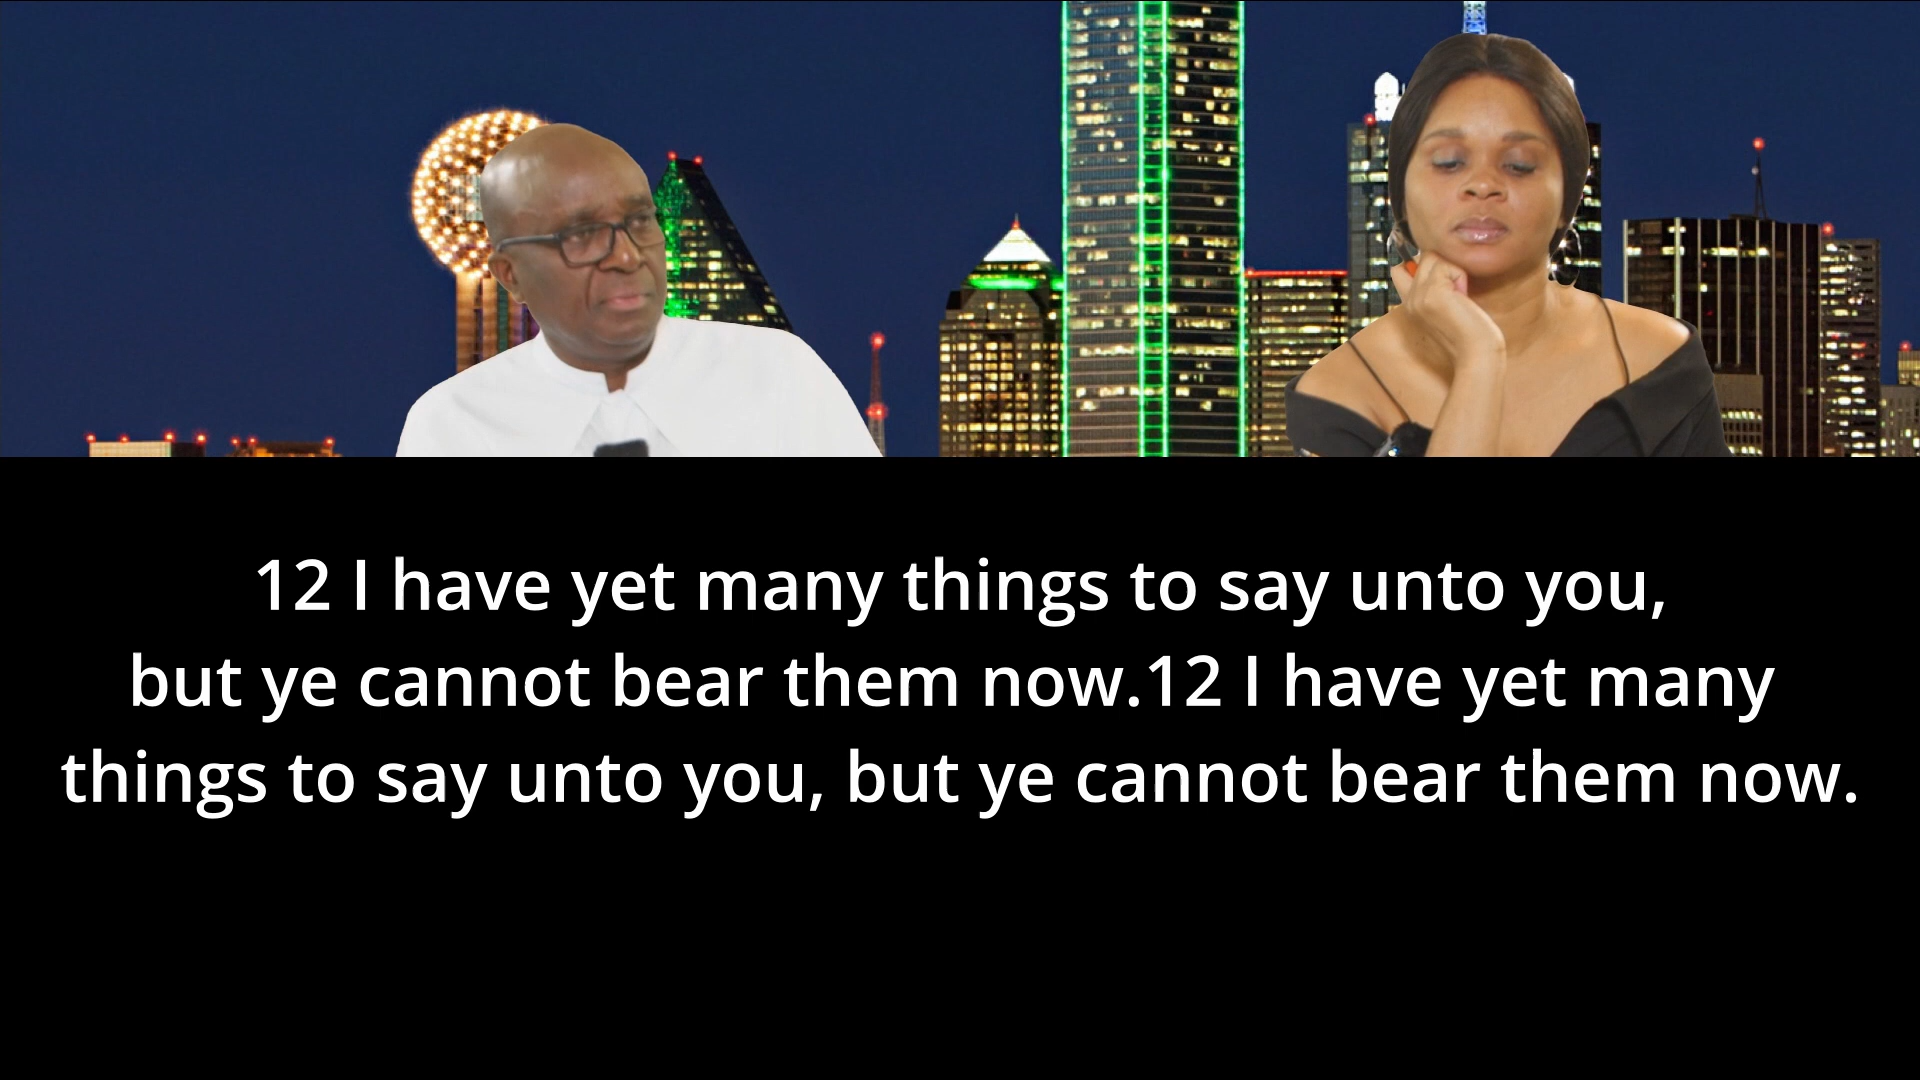 12 I have yet many things to say unto you,
but ye cannot bear them now.12 I have yet many
things to say unto you, but ye cannot bear them now.